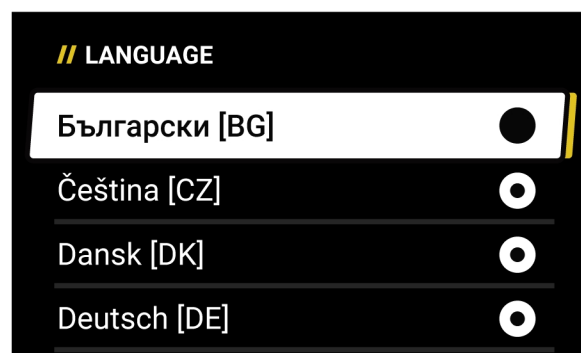 // LANGUAGE
Български [BG]
Čeština [CZ]
Dansk [DK]
Deutsch [DE]